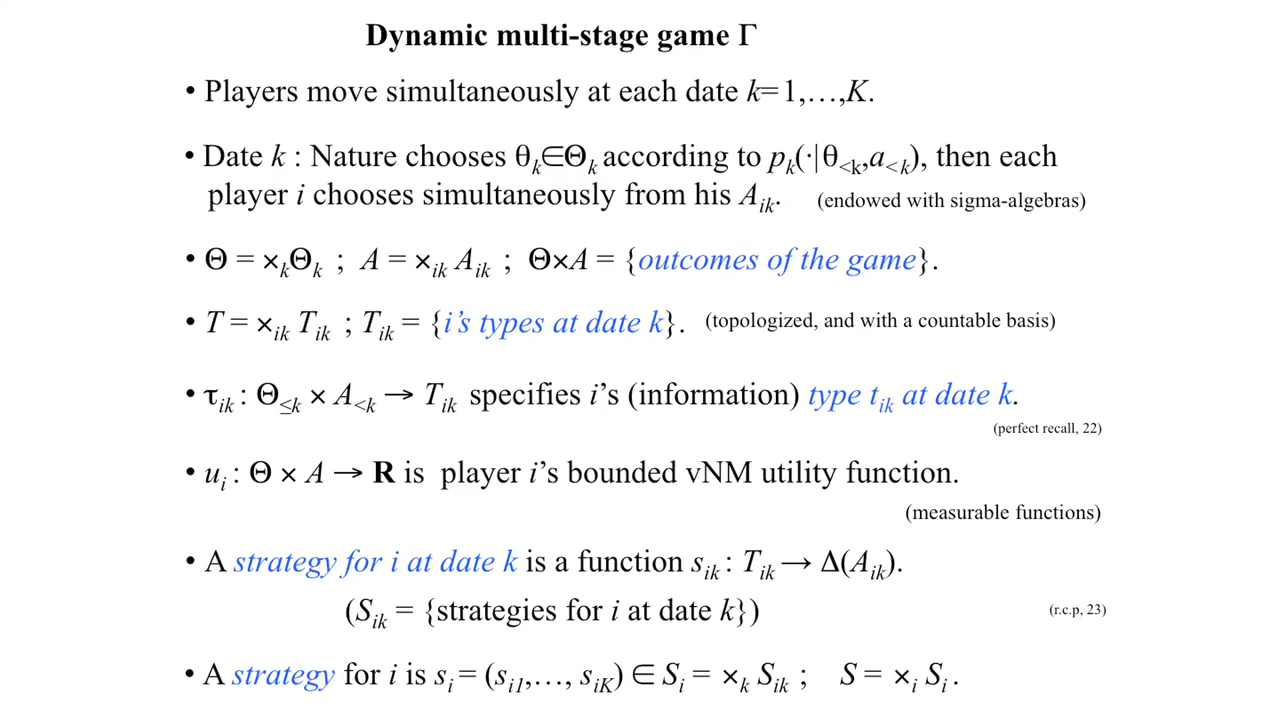 Dynamic multi-stage game Γ
• Players move simultaneously at each date k=1,…,K.
• Date k : Nature chooses θ_k∈Θ_k according to p_k(·|θ_<k,a_<k), then each
player i chooses simultaneously from his A_ik. (endowed with sigma-algebras)
• Θ = ×_kΘ_k ; A = ×_ik A_ik ; Θ×A = {outcomes of the game}.
• T = ×_ik T_ik ; T_ik = {i’s types at date k}. (topologized, and with a countable basis)
• τ_ik : Θ_≤k × A_<k → T_ik specifies i’s (information) type t_ik at date k.
(perfect recall, 22)
• u_i : Θ × A → R is player i’s bounded vNM utility function.
(measurable functions)
• A strategy for i at date k is a function s_ik : T_ik → Δ(A_ik).
(S_ik = {strategies for i at date k}) (r.c.p, 23)
• A strategy for i is s_i = (s_i1,…, s_iK) ∈ S_i = ×_k S_ik ; S = ×_i S_i .